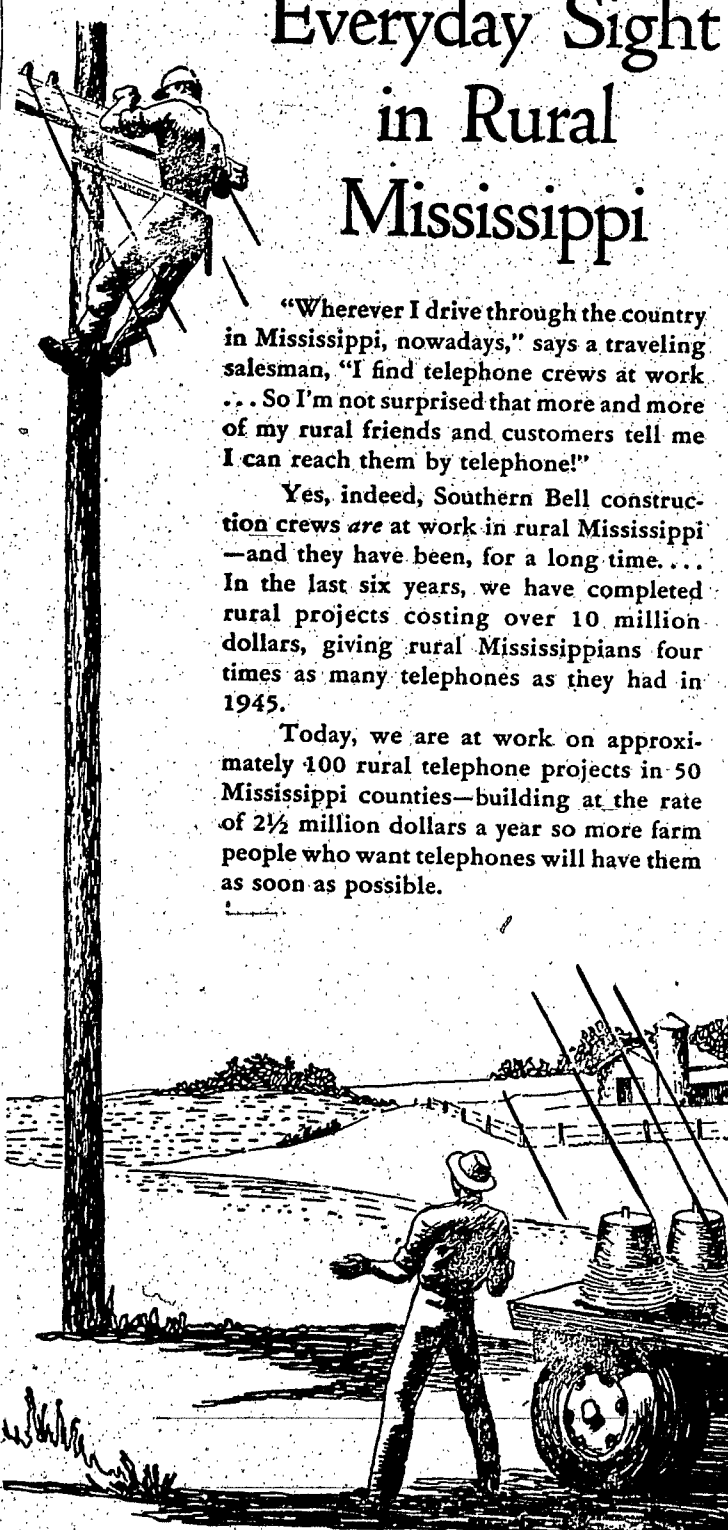 Everyday Sight
in Rural
Mississippi
“Wherever I drive through the country
in Mississippi, nowadays,” says a traveling
salesman, “I find telephone crews at work
. . . So I’m not surprised that more and more
of my rural friends and customers tell me
I can reach them by telephone!”
Yes, indeed, Southern Bell construc-
tion crews are at work in rural Mississippi
—and they have been, for a long time. . . .
In the last six years, we have completed
rural projects costing over 10 million
dollars, giving rural Mississippians four
times as many telephones as they had in
1945.
Today, we are at work on approxi-
mately 100 rural telephone projects in 50
Mississippi counties—building at the rate
of 2½ million dollars a year so more farm
people who want telephones will have them
as soon as possible.